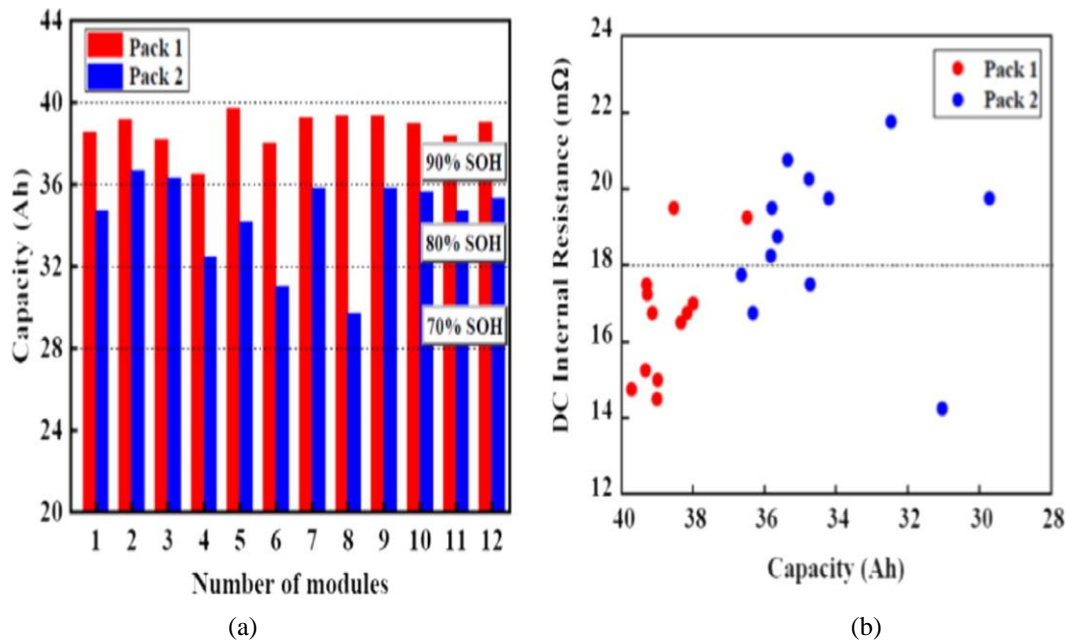 44
40
36
32
28
24
20
Capacity (Ah)
Pack 1
Pack 2
90% SOH
80% SOH
70% SOH
1 2 3 4 5 6 7 8 9 10 11 12
Number of modules
(a)
24
22
20
18
16
14
12
DC Internal Resistance (mΩ)
Pack 1
Pack 2
40 38 36 34 32 30 28
Capacity (Ah)
(b)